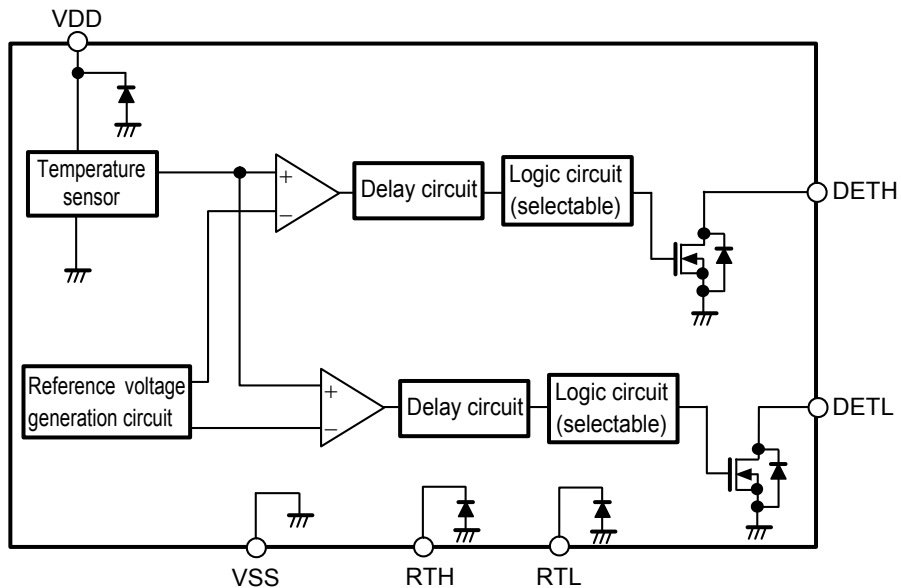 VDD
Temperature
sensor
+
−
Delay circuit
Logic circuit
(selectable)
DETH
Reference voltage
generation circuit
+
−
Delay circuit
Logic circuit
(selectable)
DETL
VSS
RTH
RTL